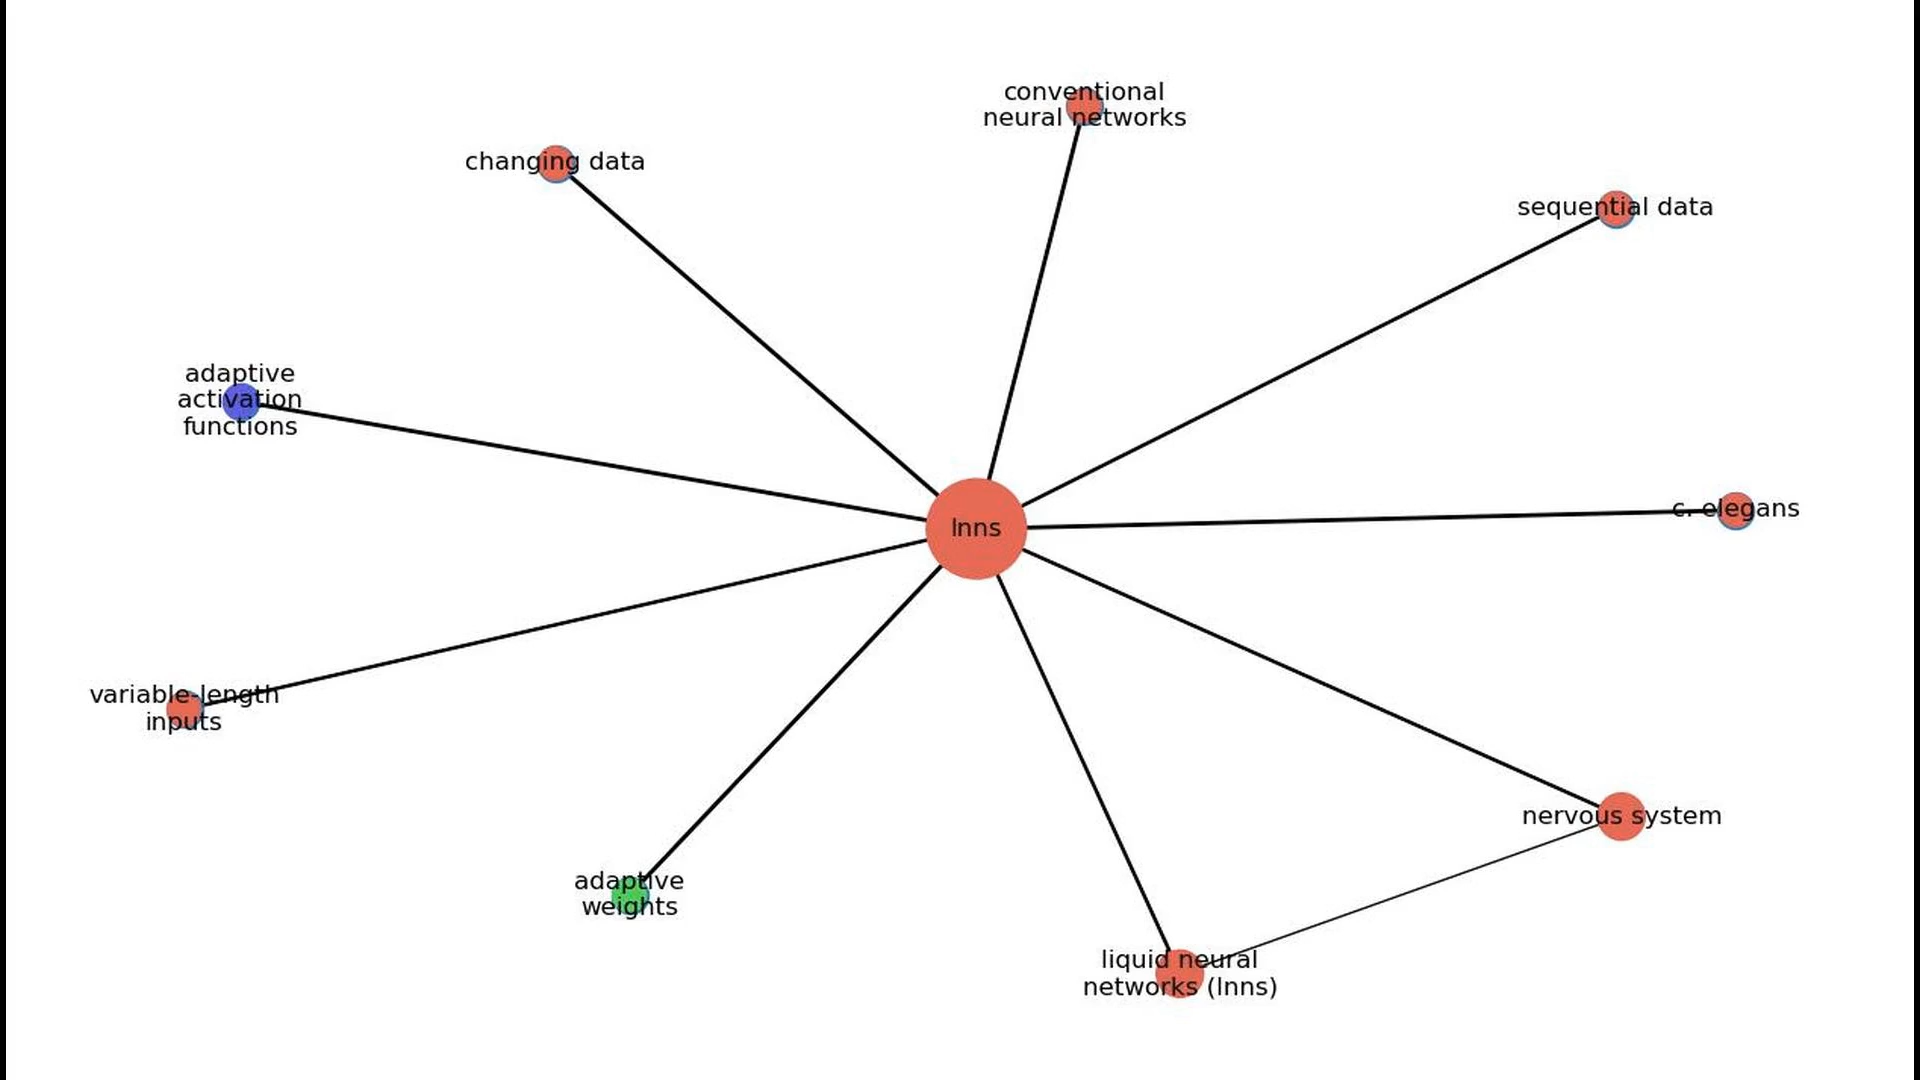 conventional
neural networks
changing data
sequential data
adaptive
activation
functions
c. elegans
lnns
variable-length
inputs
nervous system
adaptive
weights
liquid neural
networks (lnns)